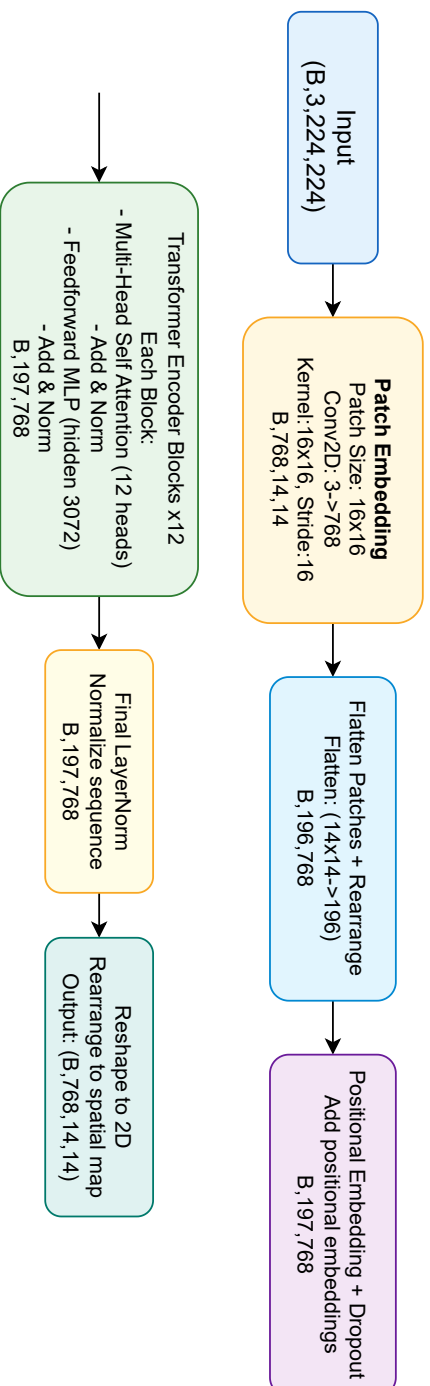 Input
(B,3,224,224)
Patch Embedding
Patch Size: 16x16
Conv2D: 3->768
Kernel:16x16, Stride:16
B,768,14,14
Flatten Patches + Rearrange
Flatten: (14x14->196)
B,196,768
Positional Embedding + Dropout
Add positional embeddings
B,197,768
Transformer Encoder Blocks x12
Each Block:
- Multi-Head Self Attention (12 heads)
- Add & Norm
- Feedforward MLP (hidden 3072)
- Add & Norm
B,197,768
Final LayerNorm
Normalize sequence
B,197,768
Reshape to 2D
Rearrange to spatial map
Output: (B,768,14,14)